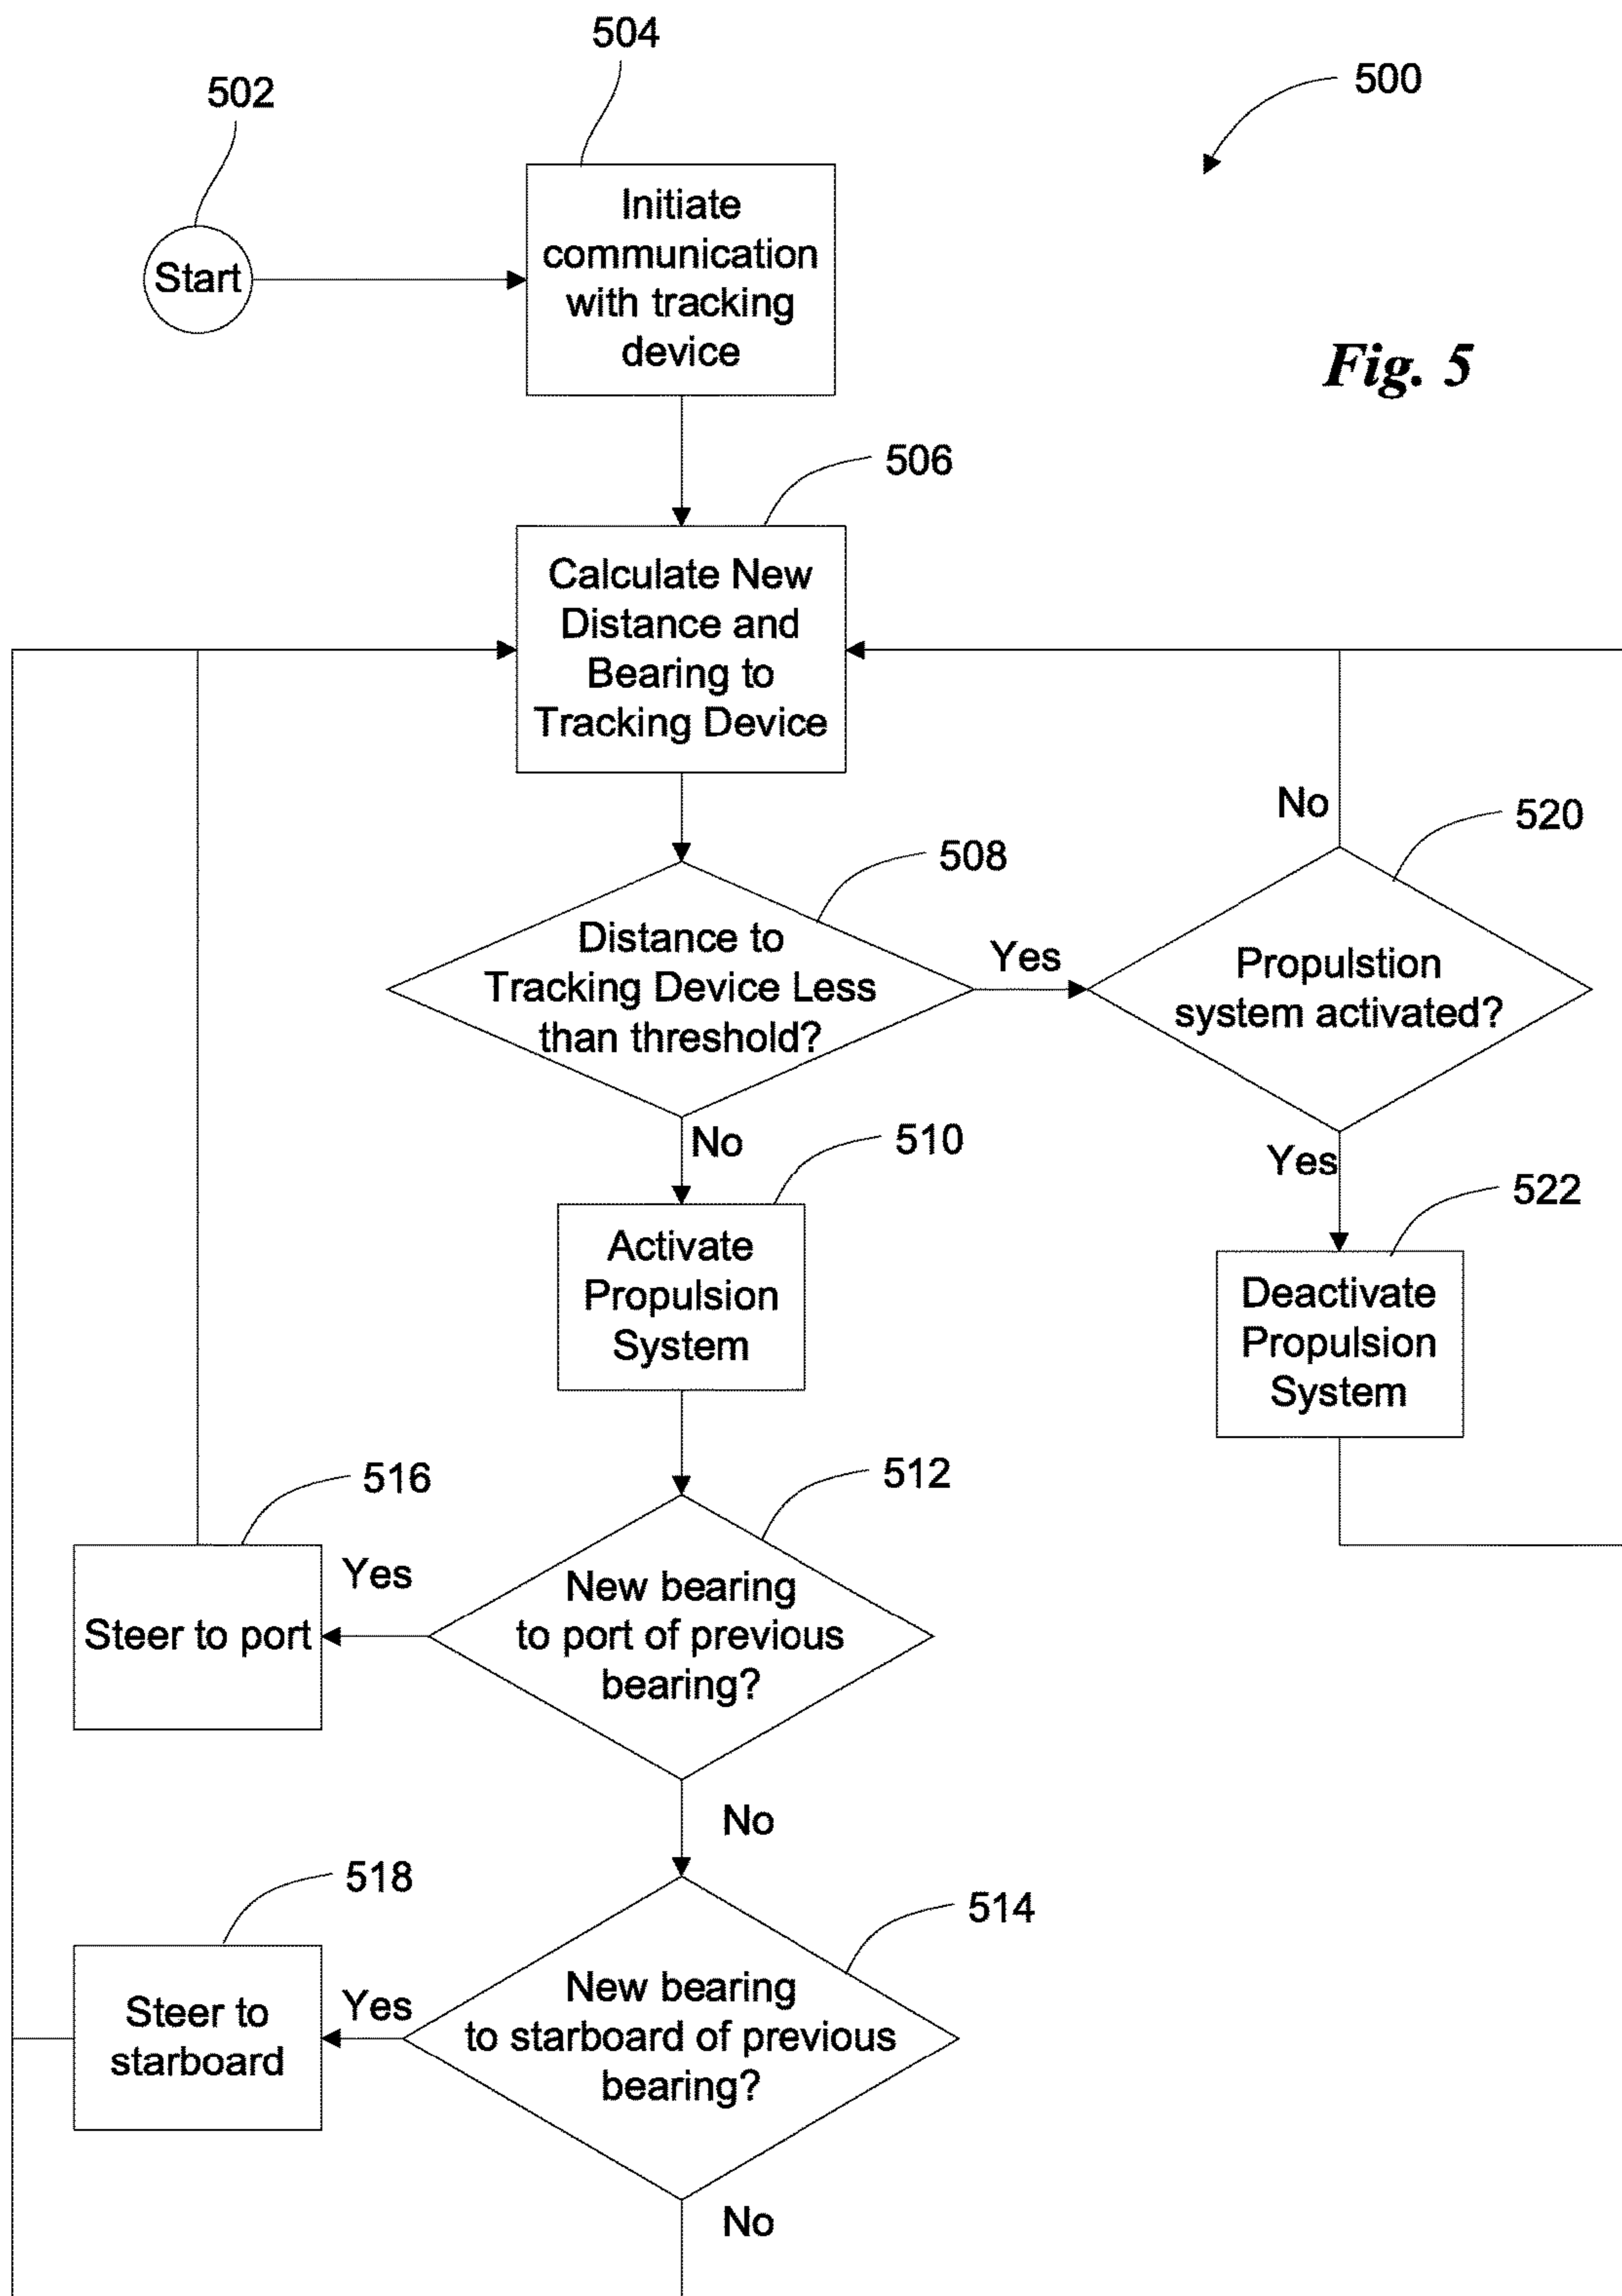 504
502
500
Start
Initiate
communication
with tracking
device
Fig. 5
506
Calculate New
Distance and
Bearing to
Tracking Device
No
520
508
Distance to
Tracking Device Less
than threshold?
Yes
Propulstion
system activated?
No
510
Yes
522
Activate
Propulsion
System
Deactivate
Propulsion
System
516
512
Yes
New bearing
to port of previous
bearing?
Steer to port
No
518
514
Yes
New bearing
to starboard of previous
bearing?
Steer to
starboard
No